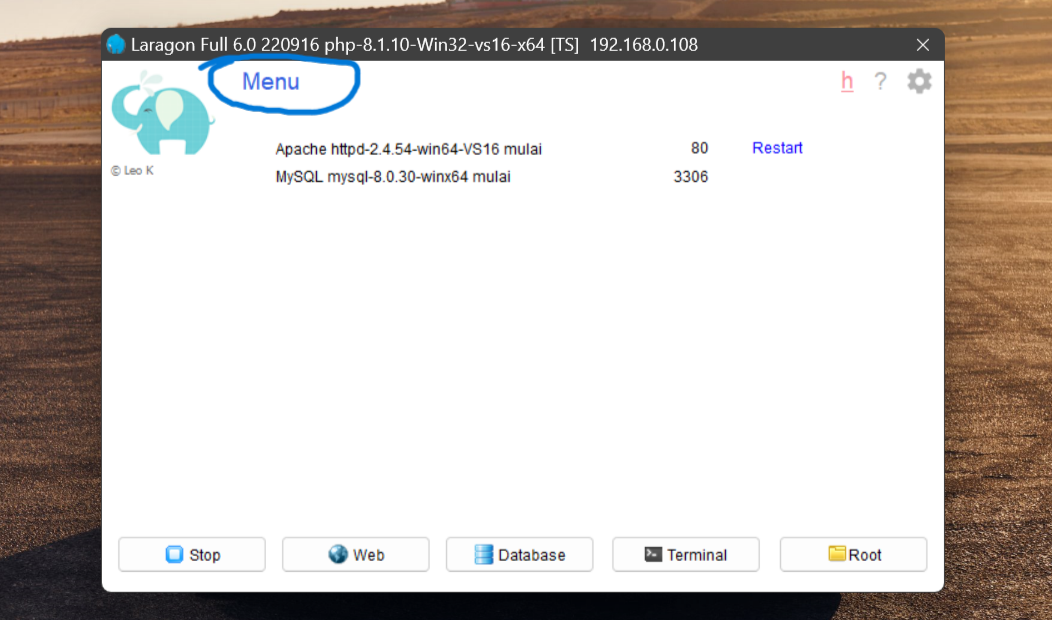 Laragon Full 6.0 220916 php-8.1.10-Win32-vs16-x64 [TS] 192.168.0.108
Menu h ?
Apache httpd-2.4.54-win64-VS16 mulai 80 Restart
© Leo K
MySQL mysql-8.0.30-winx64 mulai 3306
Stop Web Database Terminal Root